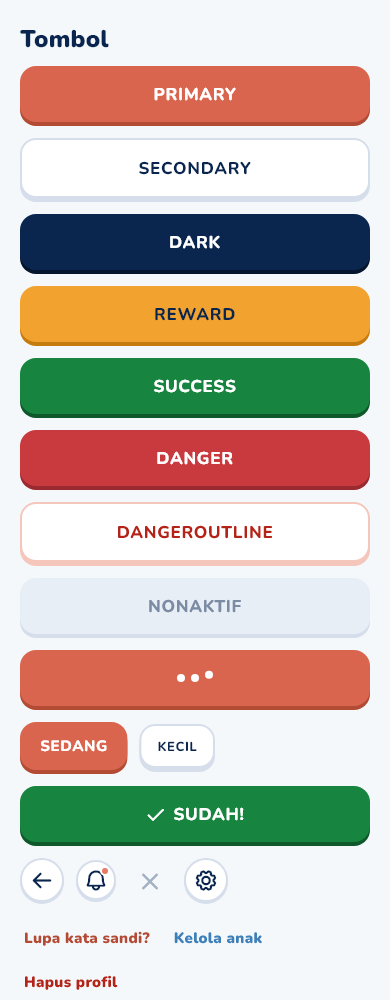 Tombol
PRIMARY
SECONDARY
DARK
REWARD
SUCCESS
DANGER
DANGEROUTLINE
NONAKTIF
SEDANG KECIL
SUDAH!
Lupa kata sandi? Kelola anak
Hapus profil